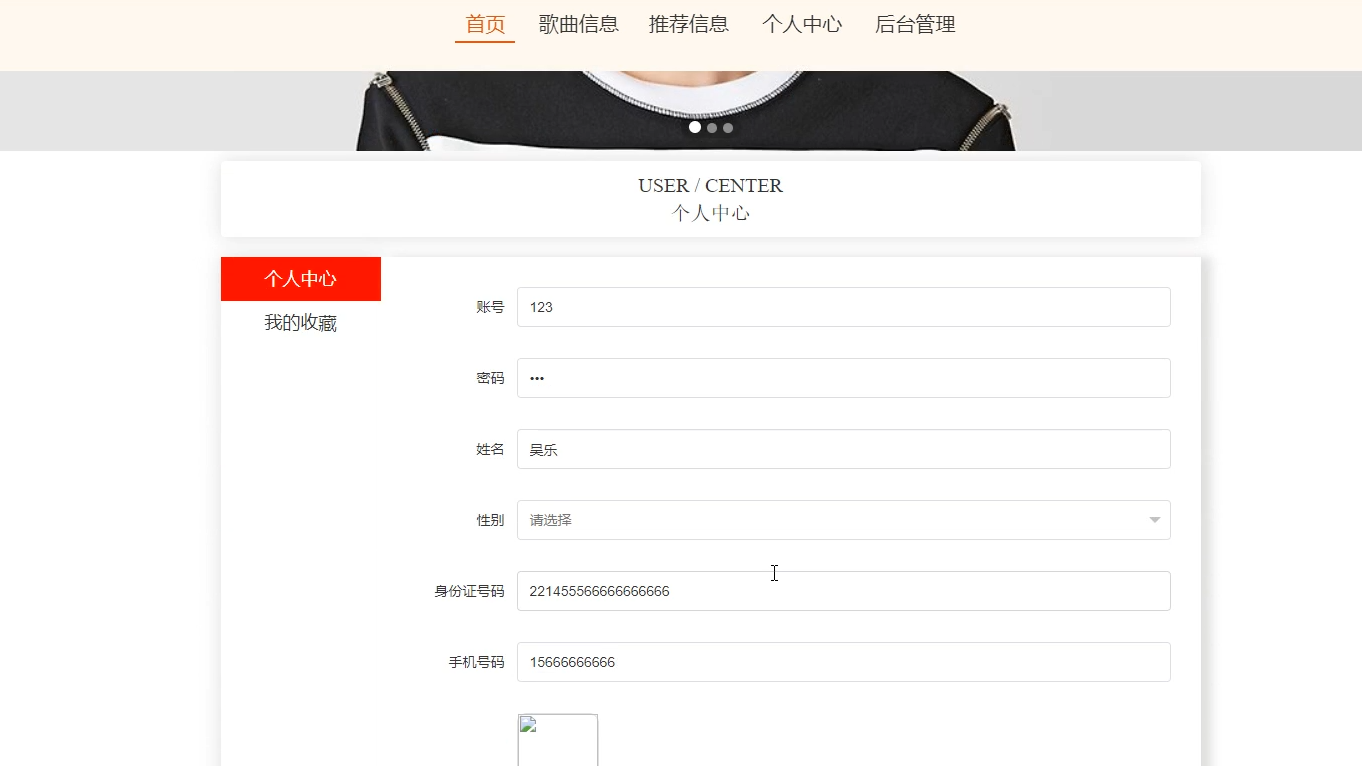 首页 歌曲信息 推荐信息 个人中心 后台管理
USER / CENTER
个人中心
个人中心
我的收藏
账号 123
密码 •••
姓名 吴乐
性别 请选择
身份证号码 221455566666666666
手机号码 15666666666